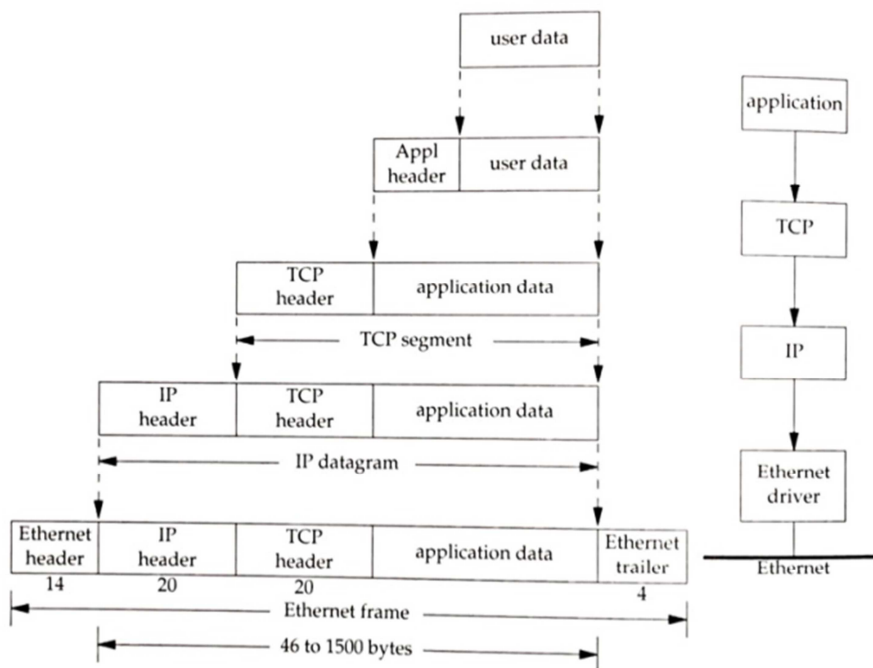 user data
application
Appl
header
user data
TCP
TCP
header
application data
TCP segment
IP
IP
header
TCP
header
application data
IP datagram
Ethernet
driver
Ethernet
header
IP
header
TCP
header
application data
Ethernet
trailer
Ethernet
14
20
20
4
Ethernet frame
46 to 1500 bytes